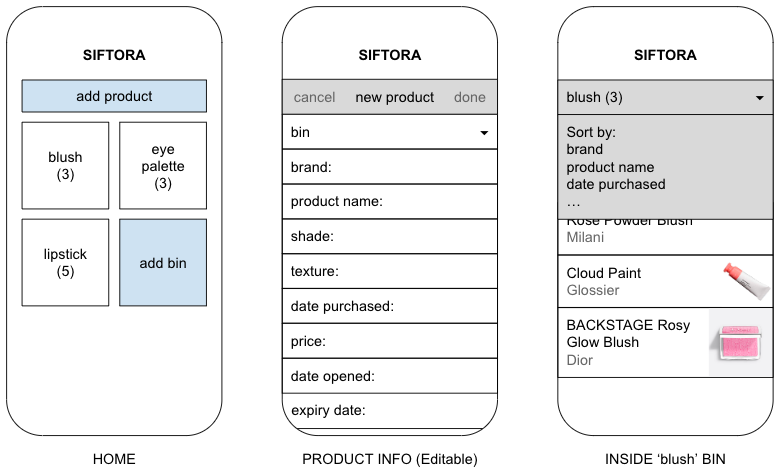 SIFTORA
add product
blush
(3)
eye
palette
(3)
lipstick
(5)
add bin
HOME
SIFTORA
cancel new product done
bin
brand:
product name:
shade:
texture:
date purchased:
price:
date opened:
expiry date:
PRODUCT INFO (Editable)
SIFTORA
blush (3)
Sort by:
brand
product name
date purchased
...
Rose Powder Blush
Milani
Cloud Paint
Glossier
BACKSTAGE Rosy
Glow Blush
Dior
INSIDE ‘blush’ BIN